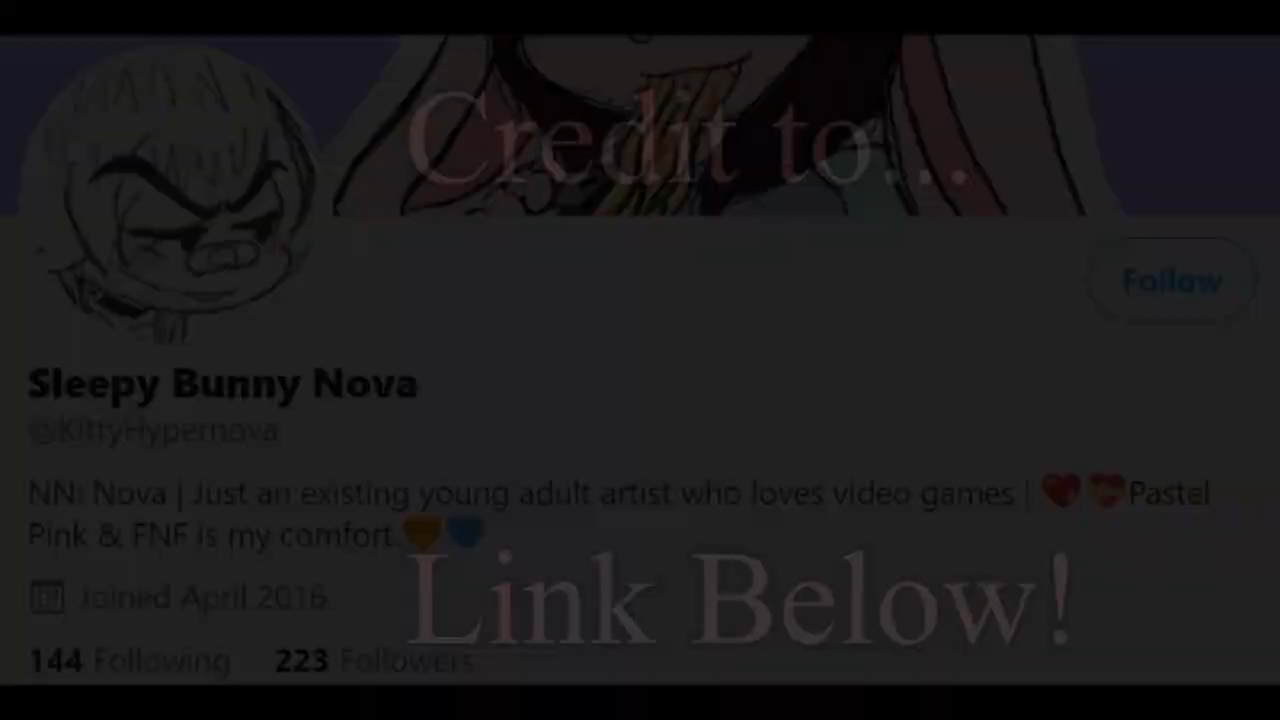 Credit to...
Follow
Sleepy Bunny Nova
@KittyHypernova
NN: Nova | Just an existing young adult artist who loves video games | Pastel
Pink & FNF is my comfort
Joined April 2016
Link Below!
144 Following 223 Followers